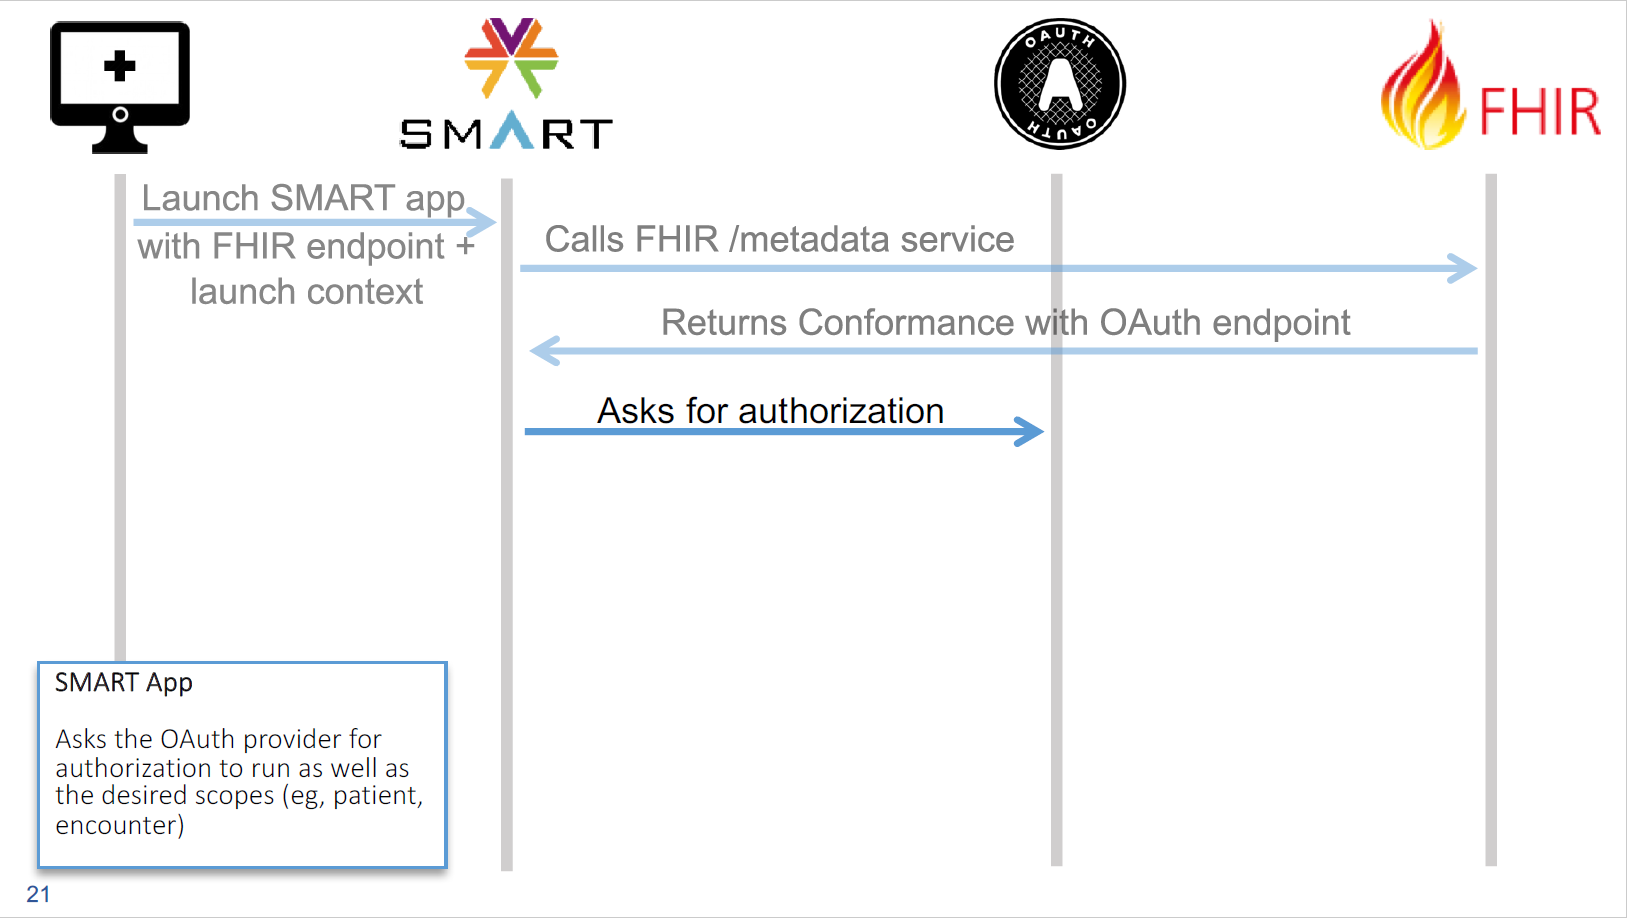 SMART
OAUTH
OAUTH
FHIR
Launch SMART app
with FHIR endpoint +
launch context
Calls FHIR /metadata service
Returns Conformance with OAuth endpoint
Asks for authorization
SMART App
Asks the OAuth provider for
authorization to run as well as
the desired scopes (eg, patient,
encounter)
21